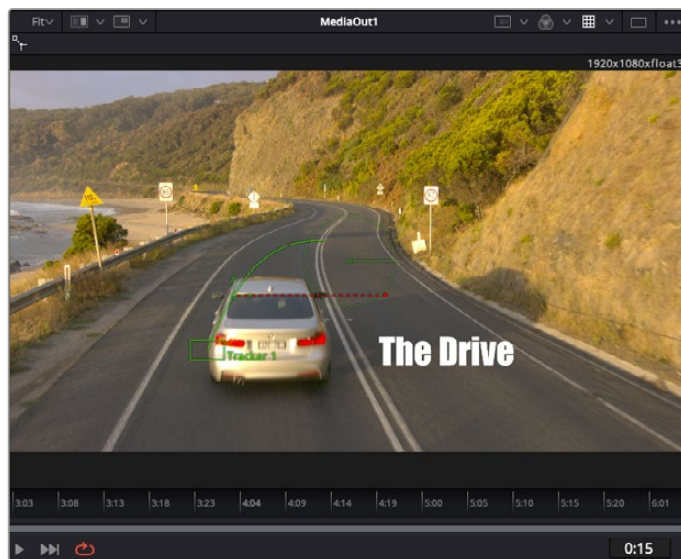 Fit MediaOut1
1920x1080xfloat3
Tracker 1
The Drive
3:03 3:08 3:13 3:18 3:23 4:04 4:09 4:14 4:19 5:00 5:05 5:10 5:15 5:20 6:01
0:15